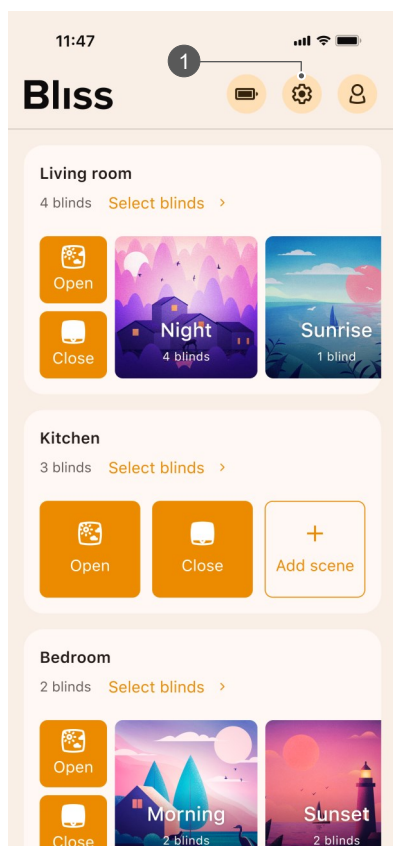 11:47
1
Blıss
Living room
4 blinds Select blinds >
Open
Close
Night
4 blinds
Sunrise
1 blind
Kitchen
3 blinds Select blinds >
Open
Close
+
Add scene
Bedroom
2 blinds Select blinds >
Open
Close
Morning
2 blinds
Sunset
2 blinds